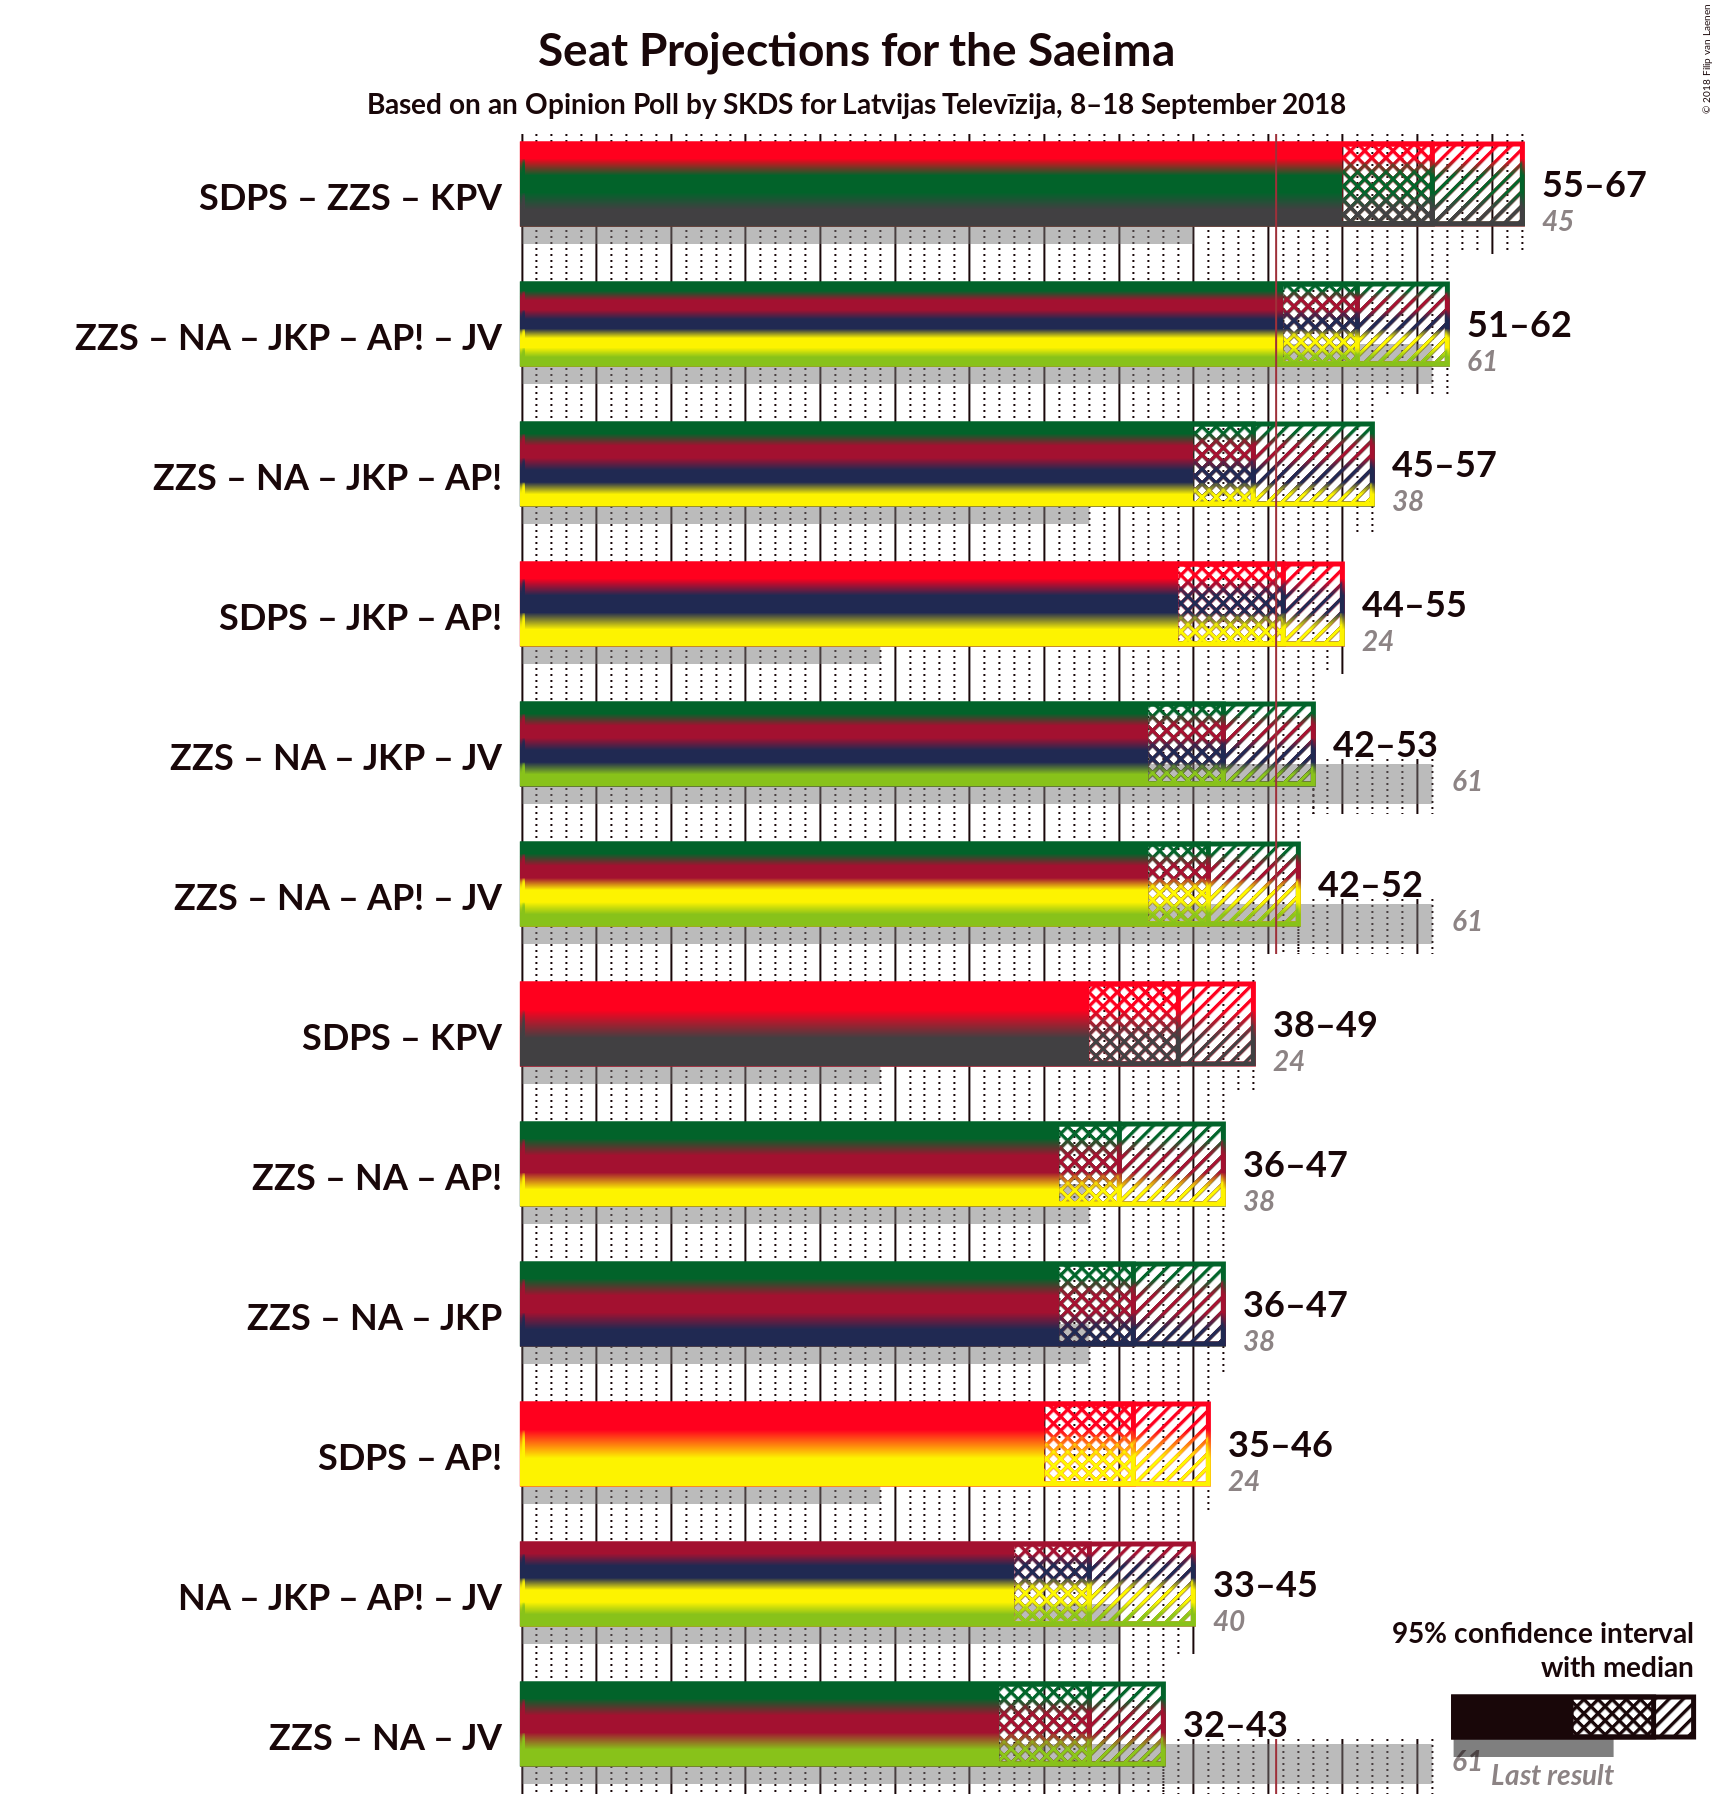 Seat Projections for the Saeima
Based on an Opinion Poll by SKDS for Latvijas Televīzija, 8–18 September 2018
© 2018 Filip van Laenen
SDPS – ZZS – KPV
55–67
45
ZZS – NA – JKP – AP! – JV
51–62
61
ZZS – NA – JKP – AP!
45–57
38
SDPS – JKP – AP!
44–55
24
ZZS – NA – JKP – JV
42–53
61
ZZS – NA – AP! – JV
42–52
61
SDPS – KPV
38–49
24
ZZS – NA – AP!
36–47
38
ZZS – NA – JKP
36–47
38
SDPS – AP!
35–46
24
NA – JKP – AP! – JV
33–45
40
ZZS – NA – JV
32–43
61
95% confidence interval
with median
Last result